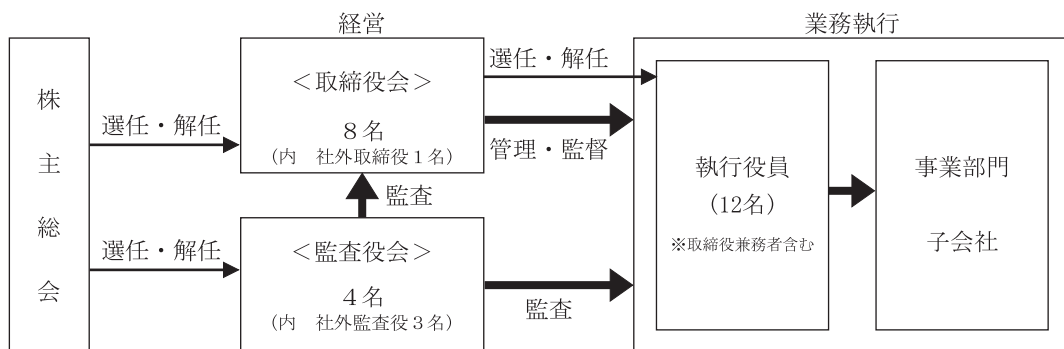 経営
業務執行
株主総会
選任・解任
＜取締役会＞
８名
（内　社外取締役１名）
選任・解任
管理・監督
監査
選任・解任
＜監査役会＞
４名
（内　社外監査役３名）
監査
執行役員
（12名）
※取締役兼務者含む
事業部門
子会社